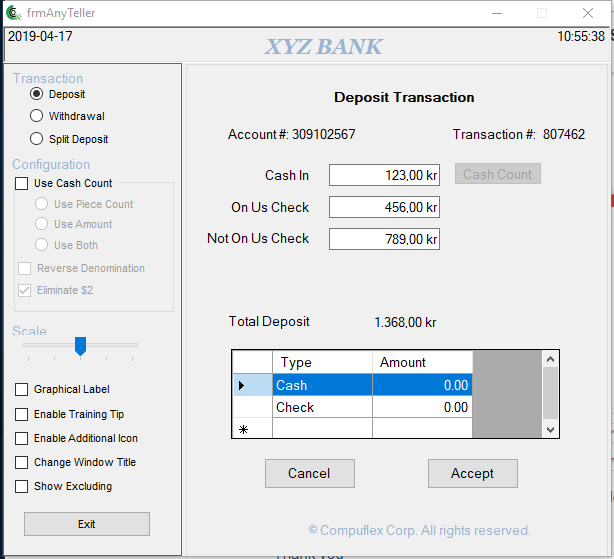 frmAnyTeller
2019-04-17
XYZ BANK
10:55:38
Transaction
Deposit
Withdrawal
Split Deposit
Configuration
Use Cash Count
Use Piece Count
Use Amount
Use Both
Reverse Denomination
Eliminate $2
Scale
Graphical Label
Enable Training Tip
Enable Additional Icon
Change Window Title
Show Excluding
Exit
Deposit Transaction
Account #: 309102567 Transaction #: 807462
Cash In 123,00 kr Cash Count
On Us Check 456,00 kr
Not On Us Check 789,00 kr
Total Deposit 1.368,00 kr
Type Amount
Cash 0.00
Check 0.00
Cancel Accept
© Compuflex Corp. All rights reserved.